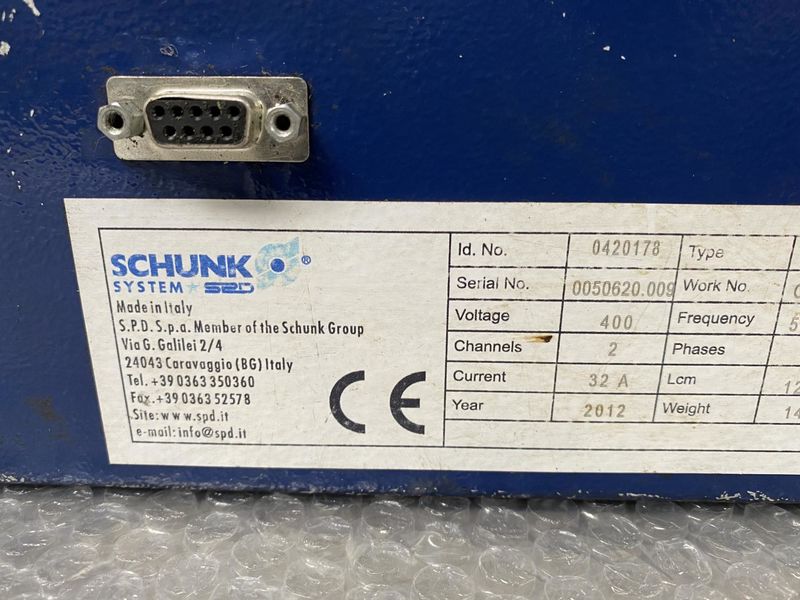 SCHUNK ®
SYSTEM SPD
Made in Italy
S.P.D. S.p.a. Member of the Schunk Group
Via G. Galilei 2/4
24043 Caravaggio (BG) Italy
Tel. +39 0363 350360
Fax. +39 0363 52578
Site: www.spd.it
e-mail: info@spd.it
CE
Id. No. 0420178 Type
Serial No. 0050620.009 Work No.
Voltage 400 Frequency 5
Channels 2 Phases
Current 32 A Lcm 12
Year 2012 Weight 14